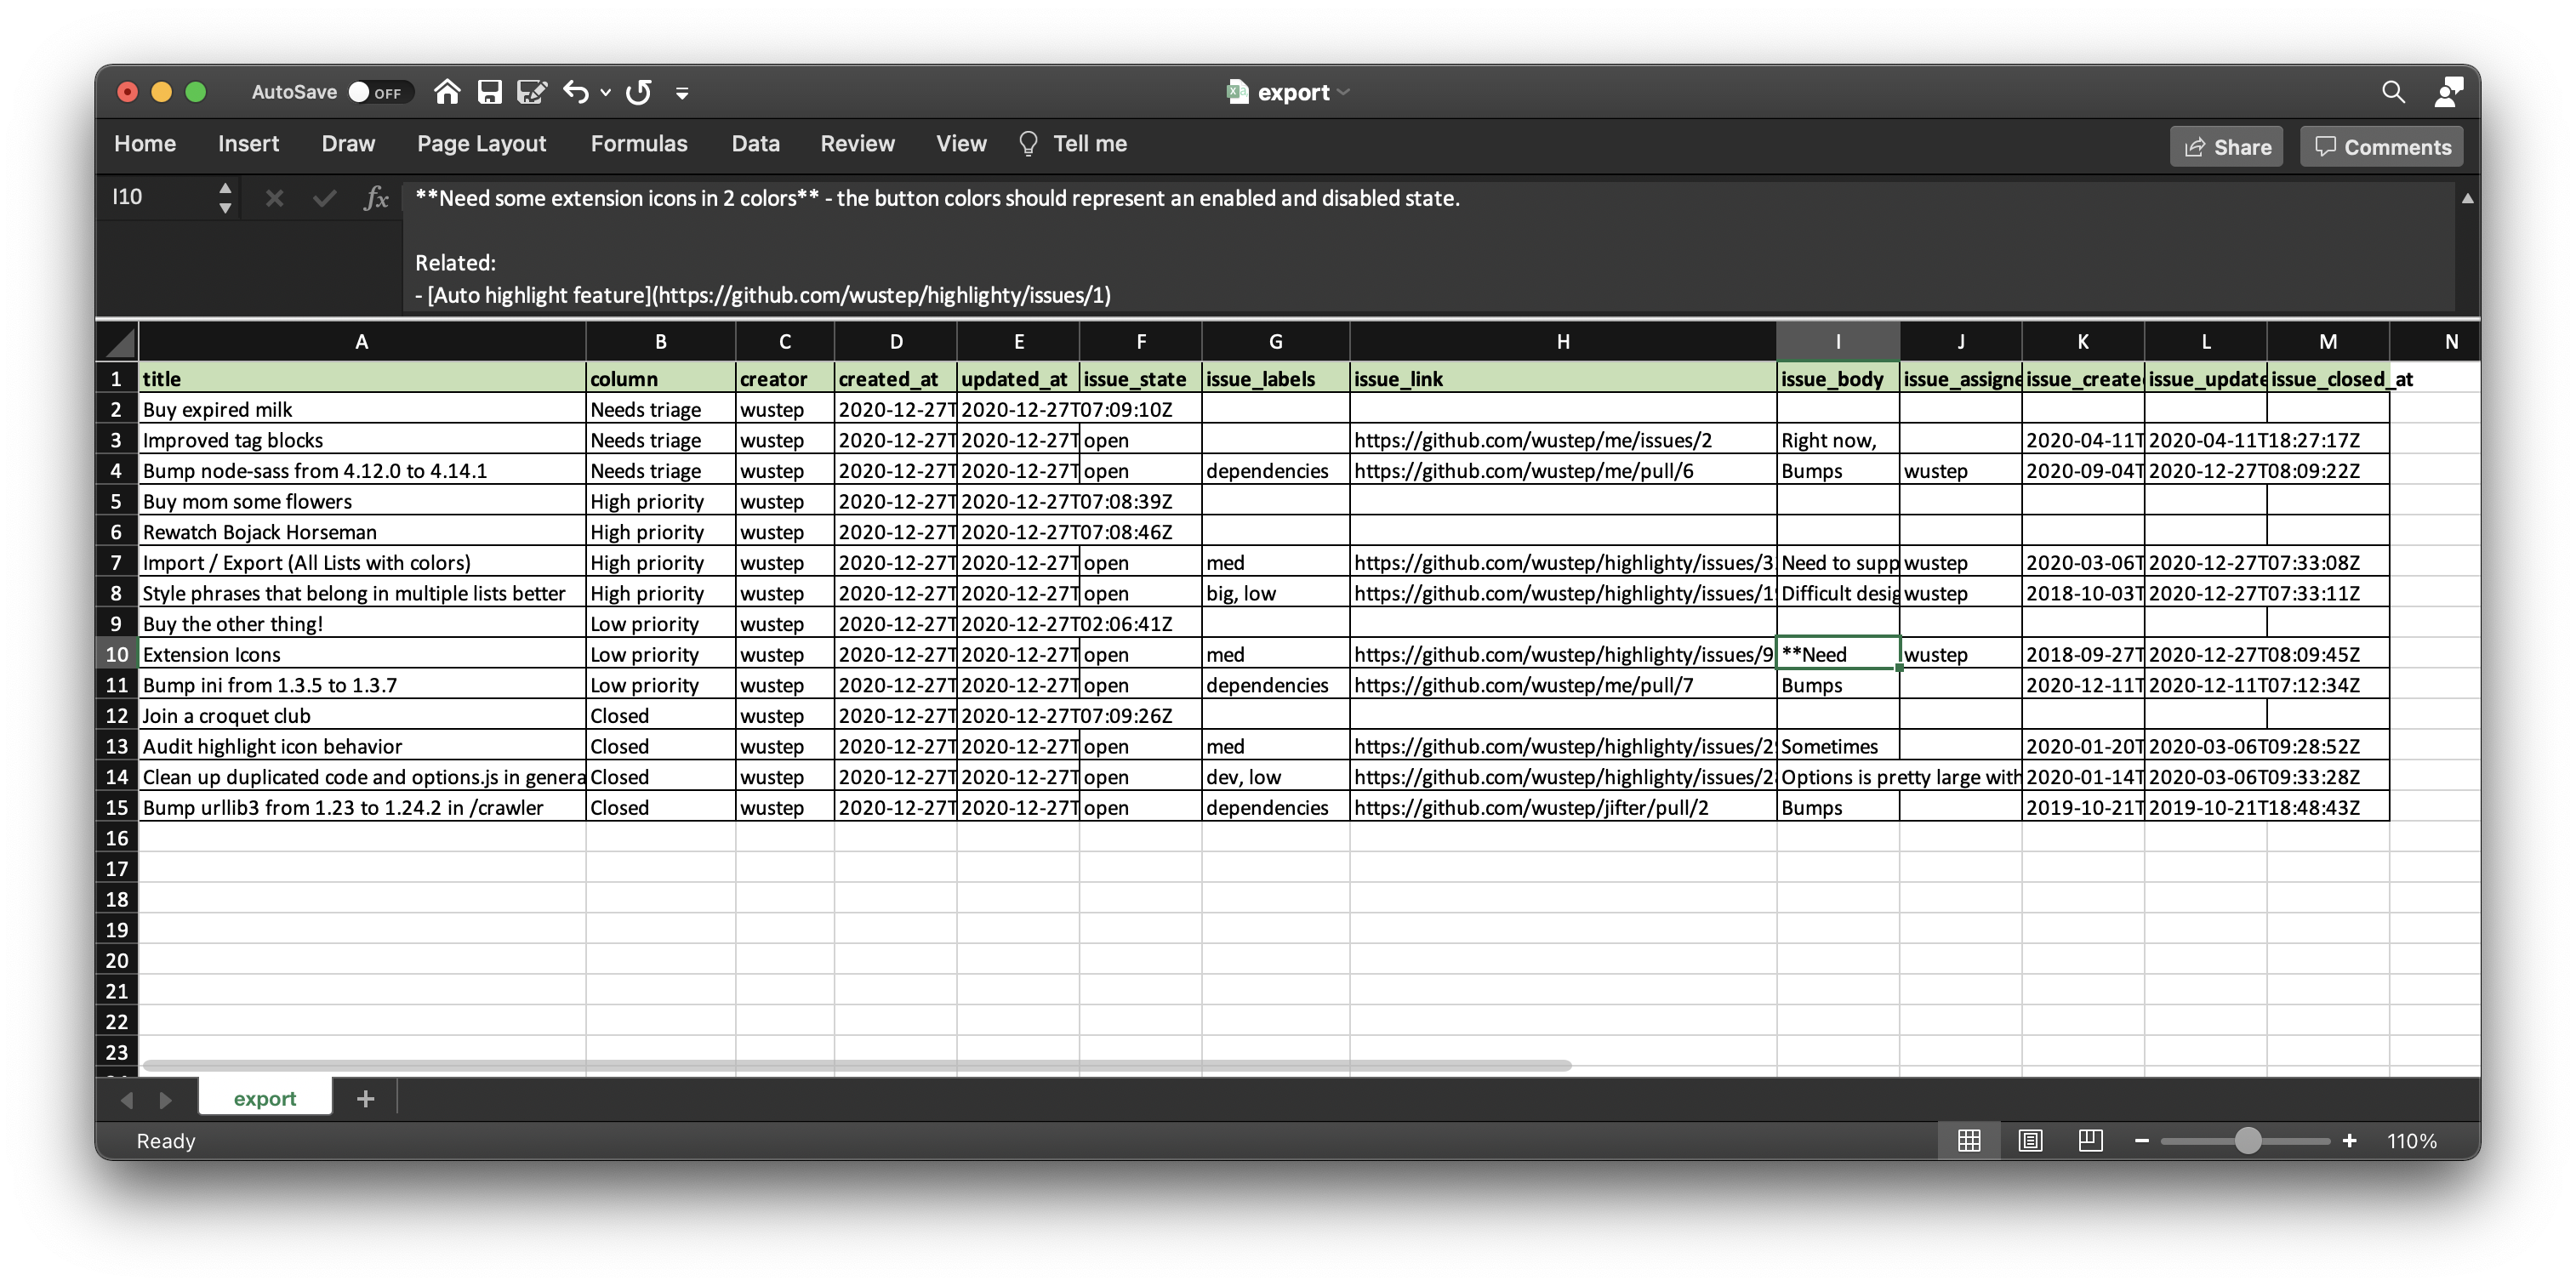 AutoSave OFF export
Home Insert Draw Page Layout Formulas Data Review View Tell me Share Comments
I10 fx **Need some extension icons in 2 colors** - the button colors should represent an enabled and disabled state.
Related:
- [Auto highlight feature](https://github.com/wustep/highlighty/issues/1)
A B C D E F G H I J K L M N
1 title column creator created_at updated_at issue_state issue_labels issue_link issue_body issue_assigne issue_create issue_update issue_closed_at
2 Buy expired milk Needs triage wustep 2020-12-27T 2020-12-27T07:09:10Z
3 Improved tag blocks Needs triage wustep 2020-12-27T 2020-12-27T open https://github.com/wustep/me/issues/2 Right now, 2020-04-11T 2020-04-11T18:27:17Z
4 Bump node-sass from 4.12.0 to 4.14.1 Needs triage wustep 2020-12-27T 2020-12-27T open dependencies https://github.com/wustep/me/pull/6 Bumps wustep 2020-09-04T 2020-12-27T08:09:22Z
5 Buy mom some flowers High priority wustep 2020-12-27T 2020-12-27T07:08:39Z
6 Rewatch Bojack Horseman High priority wustep 2020-12-27T 2020-12-27T07:08:46Z
7 Import / Export (All Lists with colors) High priority wustep 2020-12-27T 2020-12-27T open med https://github.com/wustep/highlighty/issues/3 Need to supp wustep 2020-03-06T 2020-12-27T07:33:08Z
8 Style phrases that belong in multiple lists better High priority wustep 2020-12-27T 2020-12-27T open big, low https://github.com/wustep/highlighty/issues/1 Difficult desig wustep 2018-10-03T 2020-12-27T07:33:11Z
9 Buy the other thing! Low priority wustep 2020-12-27T 2020-12-27T02:06:41Z
10 Extension Icons Low priority wustep 2020-12-27T 2020-12-27T open med https://github.com/wustep/highlighty/issues/9 **Need wustep 2018-09-27T 2020-12-27T08:09:45Z
11 Bump ini from 1.3.5 to 1.3.7 Low priority wustep 2020-12-27T 2020-12-27T open dependencies https://github.com/wustep/me/pull/7 Bumps 2020-12-11T 2020-12-11T07:12:34Z
12 Join a croquet club Closed wustep 2020-12-27T 2020-12-27T07:09:26Z
13 Audit highlight icon behavior Closed wustep 2020-12-27T 2020-12-27T open med https://github.com/wustep/highlighty/issues/2 Sometimes 2020-01-20T 2020-03-06T09:28:52Z
14 Clean up duplicated code and options.js in genera Closed wustep 2020-12-27T 2020-12-27T open dev, low https://github.com/wustep/highlighty/issues/2 Options is pretty large with 2020-01-14T 2020-03-06T09:33:28Z
15 Bump urllib3 from 1.23 to 1.24.2 in /crawler Closed wustep 2020-12-27T 2020-12-27T open dependencies https://github.com/wustep/jifter/pull/2 Bumps 2019-10-21T 2019-10-21T18:48:43Z
16
17
18
19
20
21
22
23
export
Ready 110%